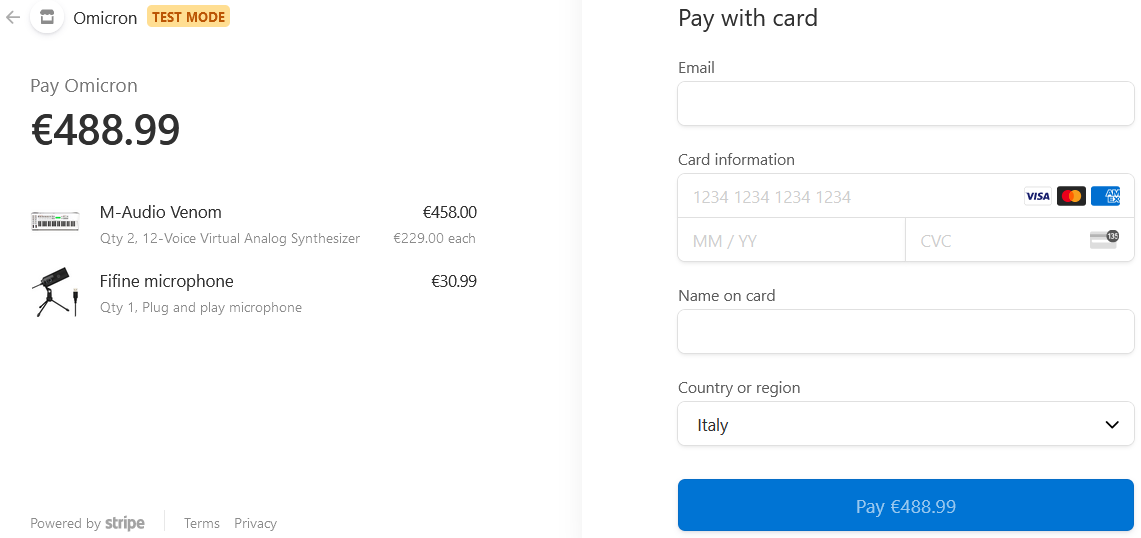 Omicron TEST MODE
Pay Omicron
€488.99
M-Audio Venom €458.00
Qty 2, 12-Voice Virtual Analog Synthesizer €229.00 each
Fifine microphone €30.99
Qty 1, Plug and play microphone
Powered by stripe Terms Privacy
Pay with card
Email
Card information
1234 1234 1234 1234 VISA AM EX
MM / YY CVC 135
Name on card
Country or region
Italy
Pay €488.99